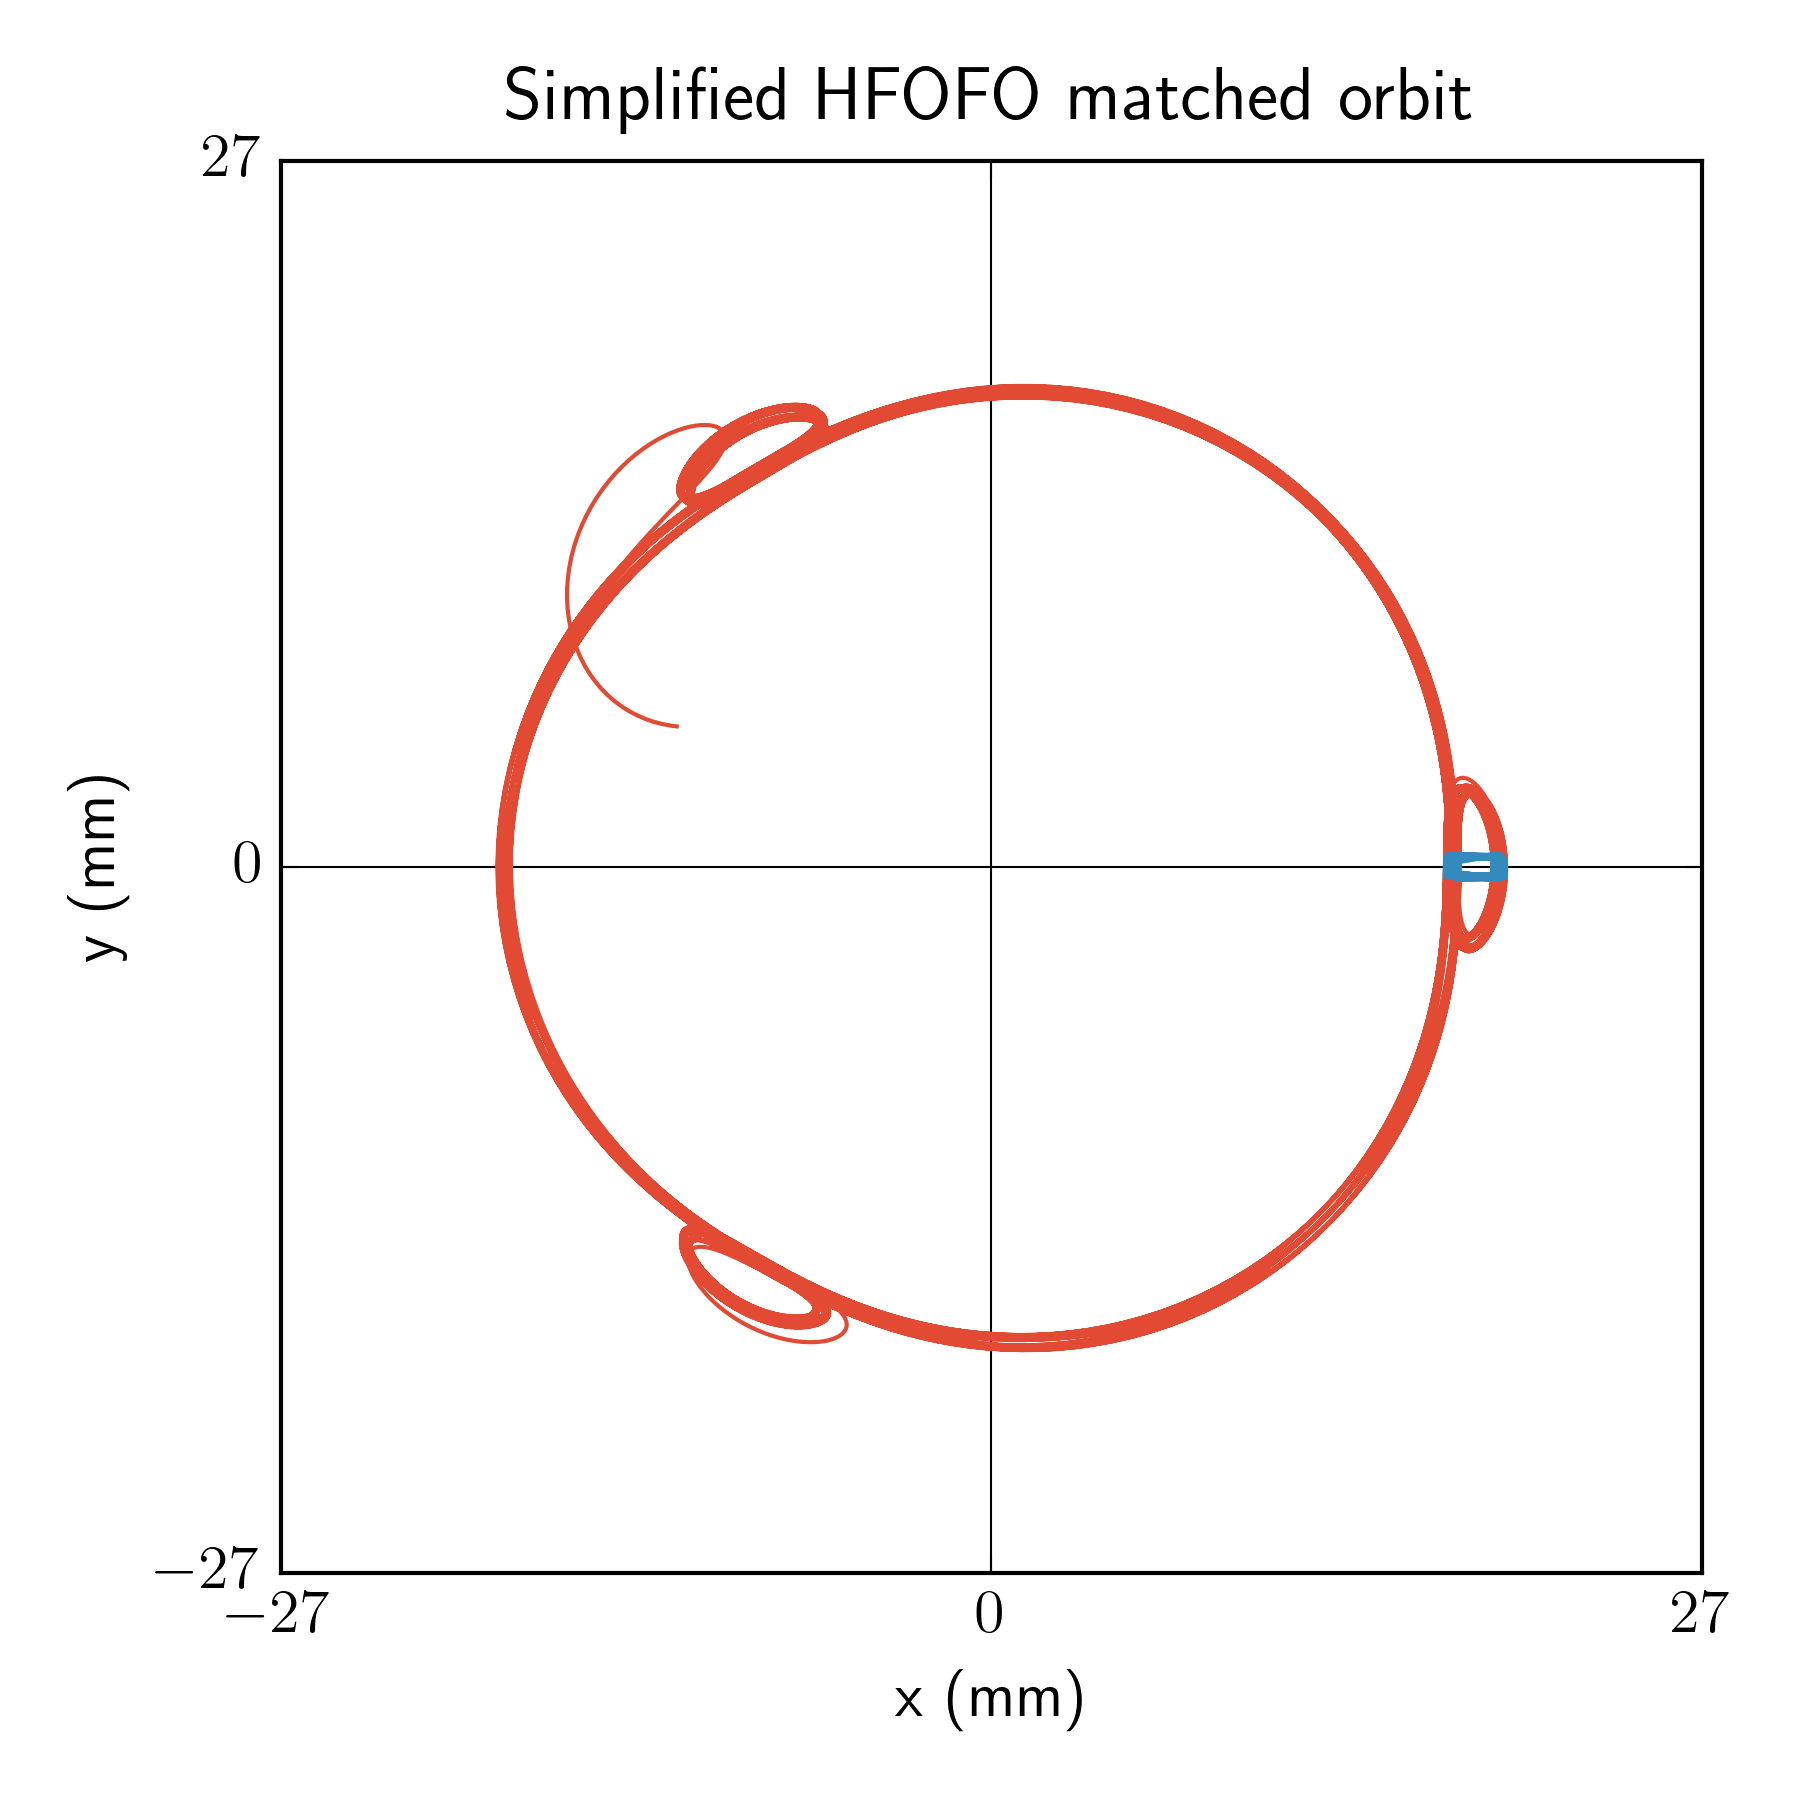 Simplified HFOFO matched orbit
27
y (mm)
0
−27
−27 0 27
x (mm)